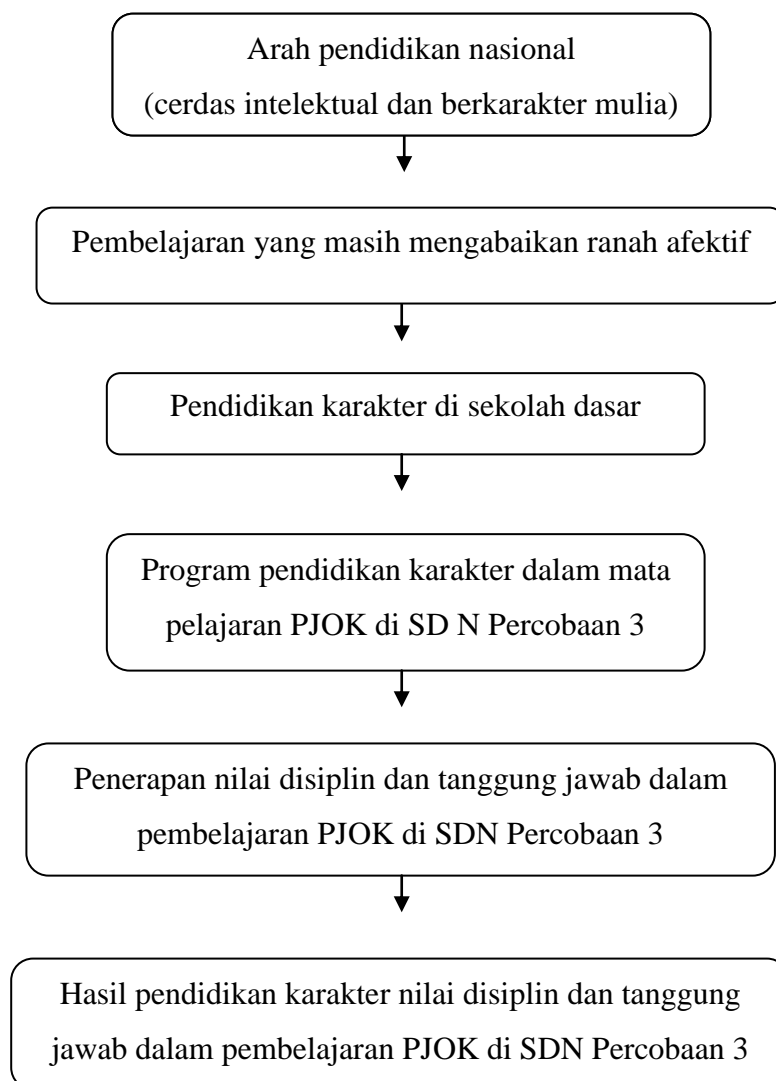 Arah pendidikan nasional
(cerdas intelektual dan berkarakter mulia)
Pembelajaran yang masih mengabaikan ranah afektif
Pendidikan karakter di sekolah dasar
Program pendidikan karakter dalam mata
pelajaran PJOK di SD N Percobaan 3
Penerapan nilai disiplin dan tanggung jawab dalam
pembelajaran PJOK di SDN Percobaan 3
Hasil pendidikan karakter nilai disiplin dan tanggung
jawab dalam pembelajaran PJOK di SDN Percobaan 3